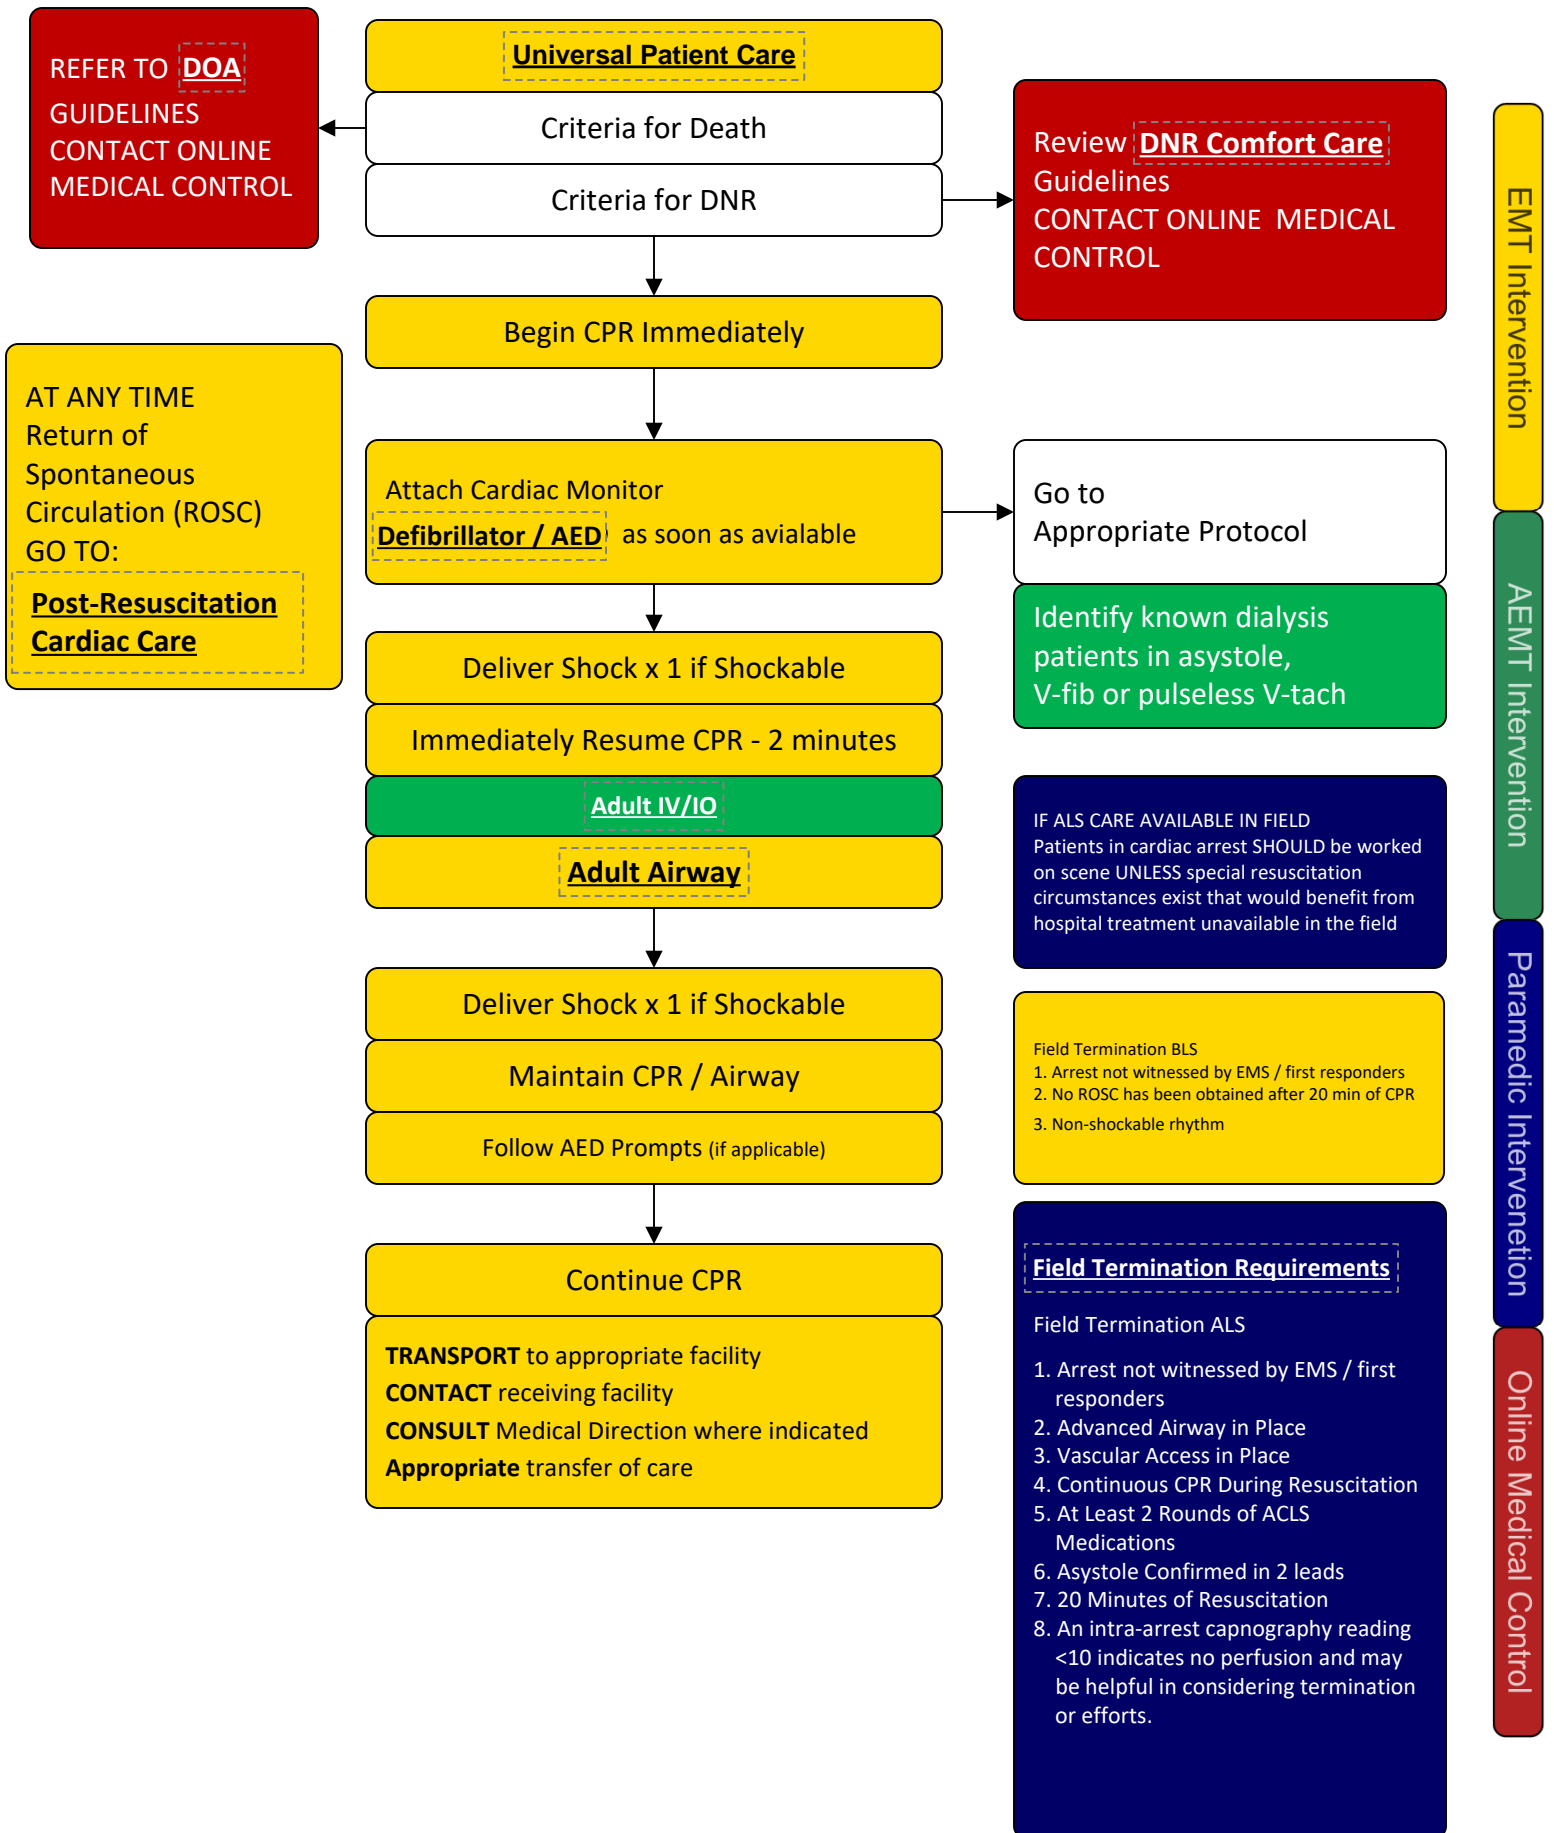 REFER TO DOA
GUIDELINES
CONTACT ONLINE
MEDICAL CONTROL
Universal Patient Care
Criteria for Death
Criteria for DNR
Review DNR Comfort Care
Guidelines
CONTACT ONLINE MEDICAL
CONTROL
Begin CPR Immediately
AT ANY TIME
Return of
Spontaneous
Circulation (ROSC)
GO TO:
Post-Resuscitation
Cardiac Care
Attach Cardiac Monitor
Defibrillator / AED as soon as avialable
Go to
Appropriate Protocol
Identify known dialysis
patients in asystole,
V-fib or pulseless V-tach
Deliver Shock x 1 if Shockable
Immediately Resume CPR - 2 minutes
Adult IV/IO
Adult Airway
IF ALS CARE AVAILABLE IN FIELD
Patients in cardiac arrest SHOULD be worked
on scene UNLESS special resuscitation
circumstances exist that would benefit from
hospital treatment unavailable in the field
Deliver Shock x 1 if Shockable
Maintain CPR / Airway
Follow AED Prompts (if applicable)
Field Termination BLS
1. Arrest not witnessed by EMS / first responders
2. No ROSC has been obtained after 20 min of CPR
3. Non-shockable rhythm
Continue CPR
TRANSPORT to appropriate facility
CONTACT receiving facility
CONSULT Medical Direction where indicated
Appropriate transfer of care
Field Termination Requirements
Field Termination ALS
1. Arrest not witnessed by EMS / first
responders
2. Advanced Airway in Place
3. Vascular Access in Place
4. Continuous CPR During Resuscitation
5. At Least 2 Rounds of ACLS
Medications
6. Asystole Confirmed in 2 leads
7. 20 Minutes of Resuscitation
8. An intra-arrest capnography reading
<10 indicates no perfusion and may
be helpful in considering termination
or efforts.
EMT Intervention
AEMT Intervention
Paramedic Intervenetion
Online Medical Control